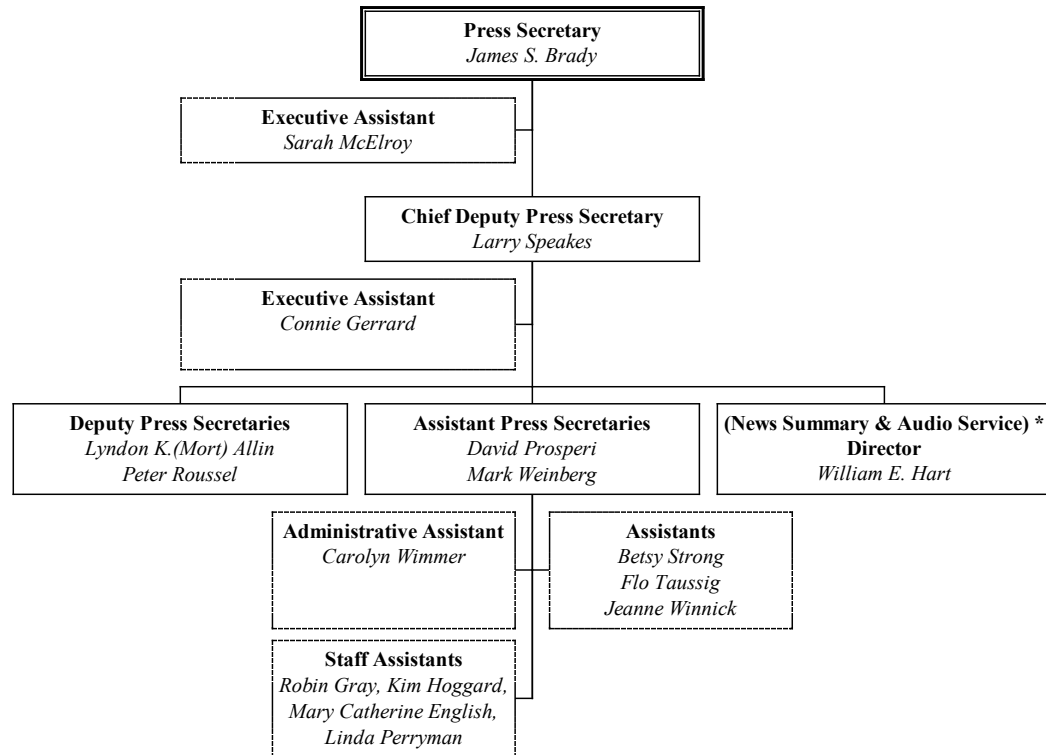 Press Secretary
James S. Brady
Executive Assistant
Sarah McElroy
Chief Deputy Press Secretary
Larry Speakes
Executive Assistant
Connie Gerrard
Deputy Press Secretaries
Lyndon K.(Mort) Allin
Peter Roussel
Assistant Press Secretaries
David Prosperi
Mark Weinberg
(News Summary & Audio Service) *
Director
William E. Hart
Administrative Assistant
Carolyn Wimmer
Assistants
Betsy Strong
Flo Taussig
Jeanne Winnick
Staff Assistants
Robin Gray, Kim Hoggard,
Mary Catherine English,
Linda Perryman